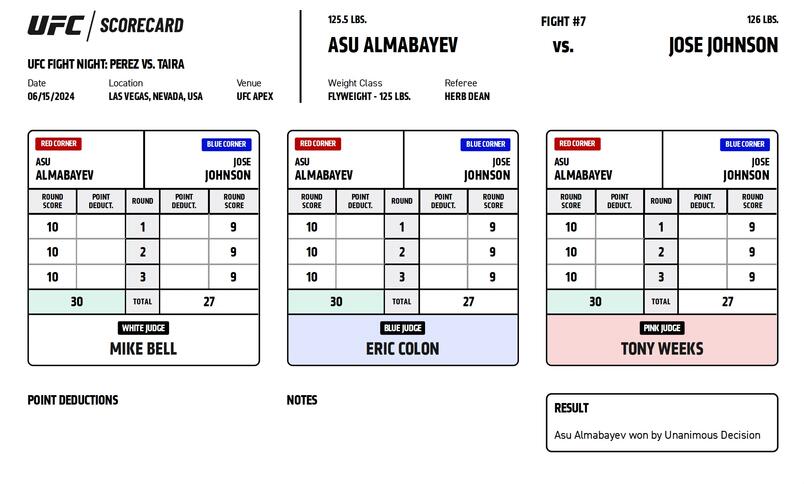 UFC / SCORECARD
UFC FIGHT NIGHT: PEREZ VS. TAIRA
Date Location Venue
06/15/2024 LAS VEGAS, NEVADA, USA UFC APEX
125.5 LBS. FIGHT #7 126 LBS.
ASU ALMABAYEV VS. JOSE JOHNSON
Weight Class Referee
FLYWEIGHT - 125 LBS. HERB DEAN
RED CORNER BLUE CORNER
ASU JOSE
ALMABAYEV JOHNSON
ROUND SCORE POINT DEDUCT. ROUND POINT DEDUCT. ROUND SCORE
10 1 9
10 2 9
10 3 9
30 TOTAL 27
WHITE JUDGE
MIKE BELL
RED CORNER BLUE CORNER
ASU JOSE
ALMABAYEV JOHNSON
ROUND SCORE POINT DEDUCT. ROUND POINT DEDUCT. ROUND SCORE
10 1 9
10 2 9
10 3 9
30 TOTAL 27
BLUE JUDGE
ERIC COLON
RED CORNER BLUE CORNER
ASU JOSE
ALMABAYEV JOHNSON
ROUND SCORE POINT DEDUCT. ROUND POINT DEDUCT. ROUND SCORE
10 1 9
10 2 9
10 3 9
30 TOTAL 27
PINK JUDGE
TONY WEEKS
POINT DEDUCTIONS
NOTES
RESULT
Asu Almabayev won by Unanimous Decision